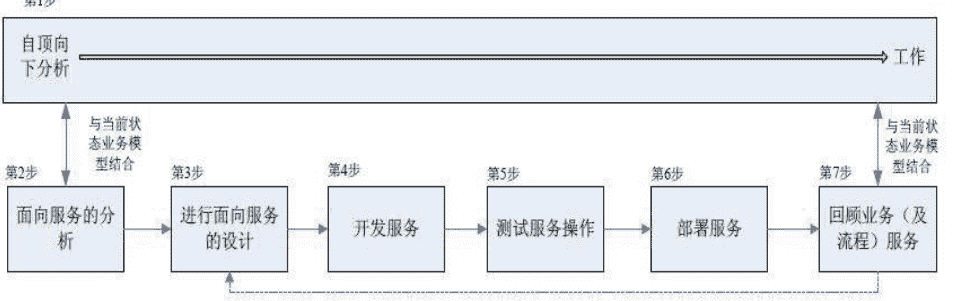 第1步
自顶向
下分析
工作
与当前状
态业务模
型结合
与当前状
态业务模
型结合
第2步
面向服务的分
析
第3步
进行面向服务
的设计
第4步
开发服务
第5步
测试服务操作
第6步
部署服务
第7步
回顾业务（及
流程）服务